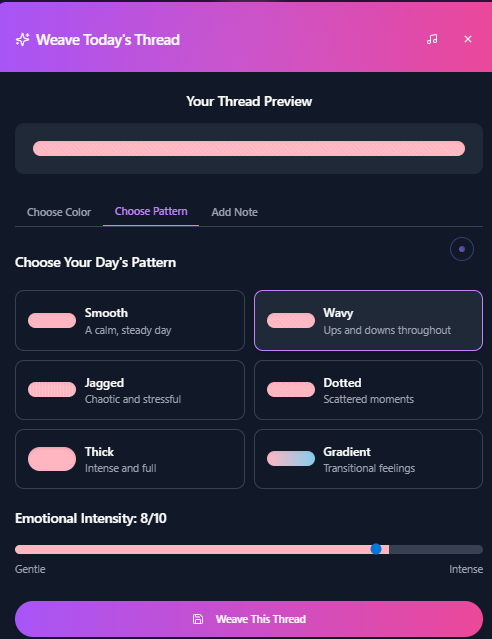 Weave Today's Thread
Your Thread Preview
Choose Color
Choose Pattern
Add Note
Choose Your Day's Pattern
Smooth
A calm, steady day
Wavy
Ups and downs throughout
Jagged
Chaotic and stressful
Dotted
Scattered moments
Thick
Intense and full
Gradient
Transitional feelings
Emotional Intensity: 8/10
Gentle
Intense
Weave This Thread